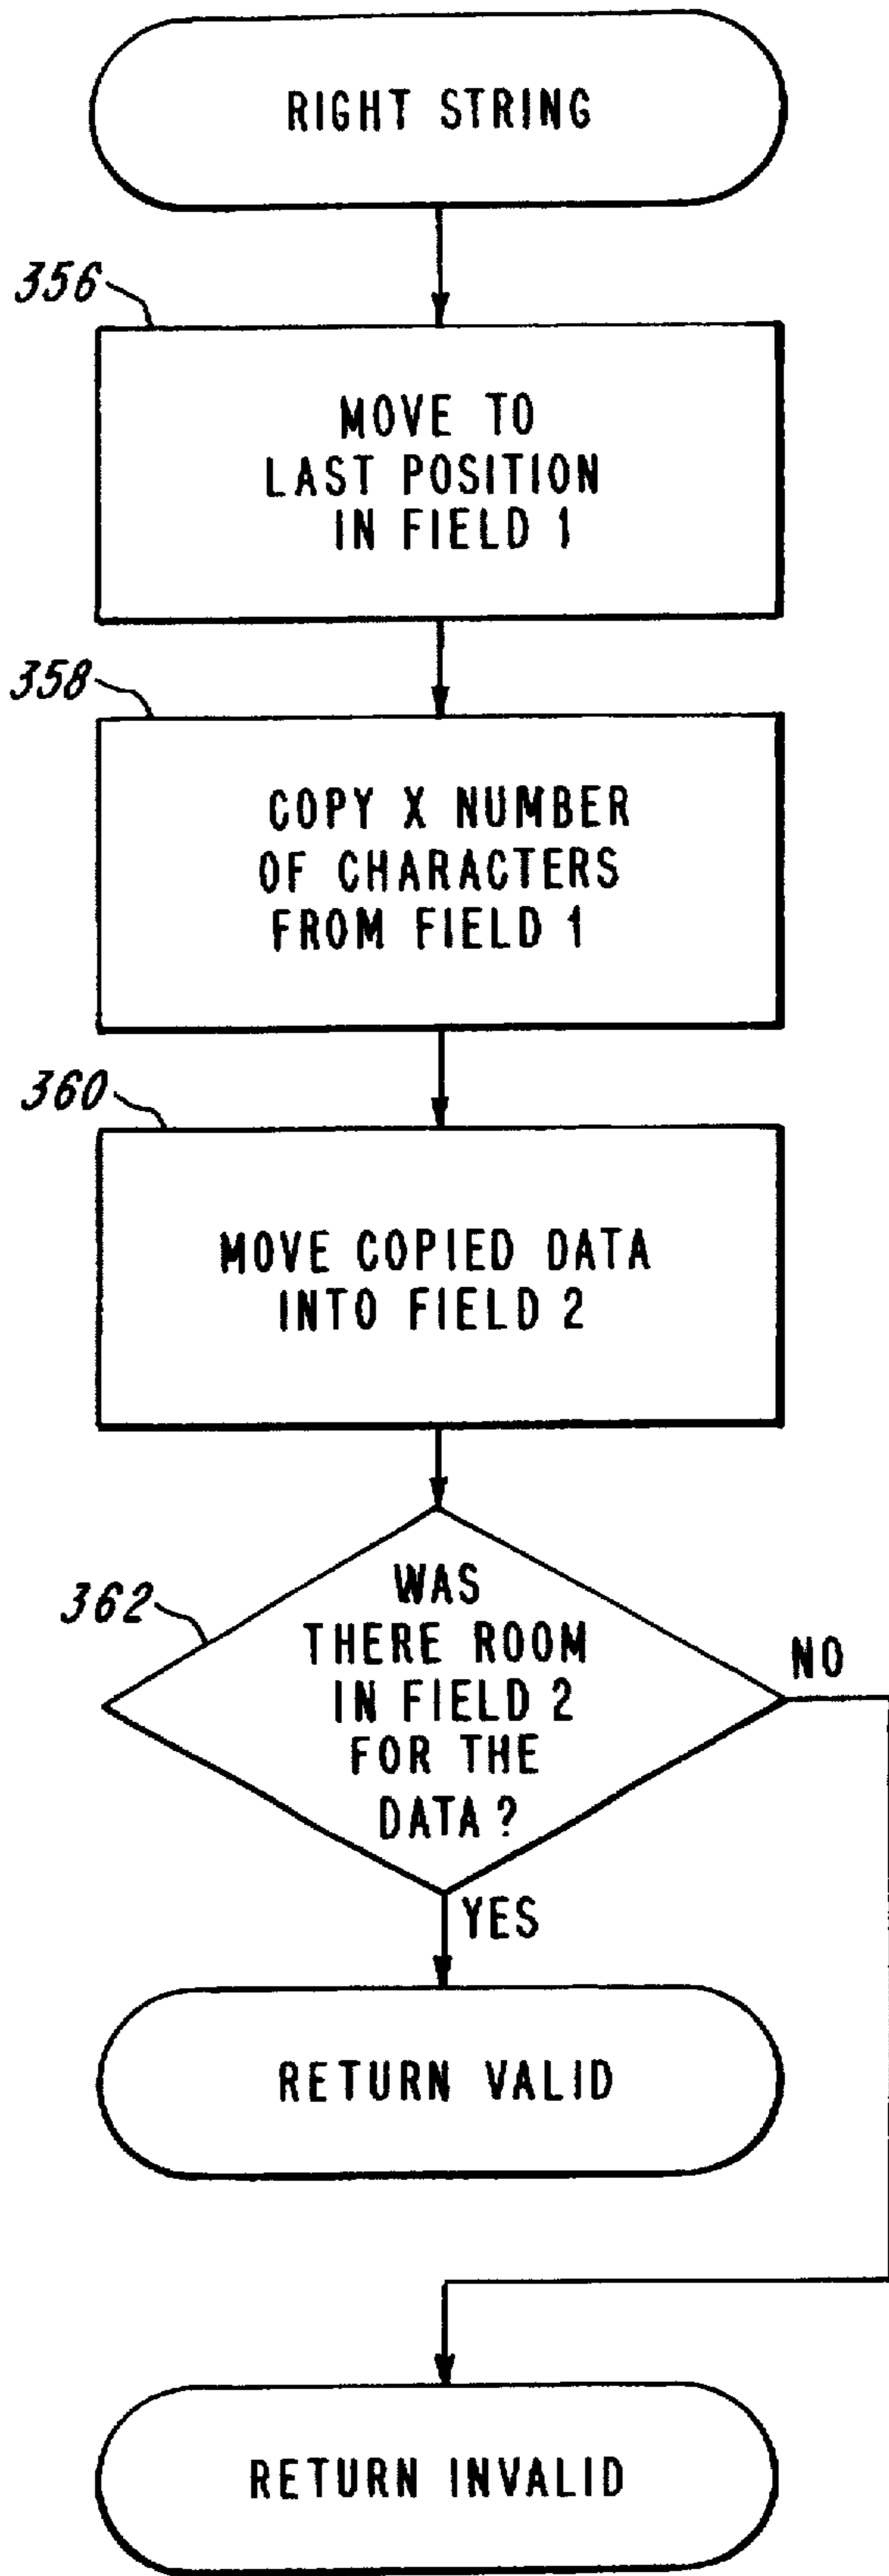 RIGHT STRING
356
MOVE TO
LAST POSITION
IN FIELD 1
358
COPY X NUMBER
OF CHARACTERS
FROM FIELD 1
360
MOVE COPIED DATA
INTO FIELD 2
362
WAS
THERE ROOM
IN FIELD 2
FOR THE
DATA?
NO
YES
RETURN VALID
RETURN INVALID